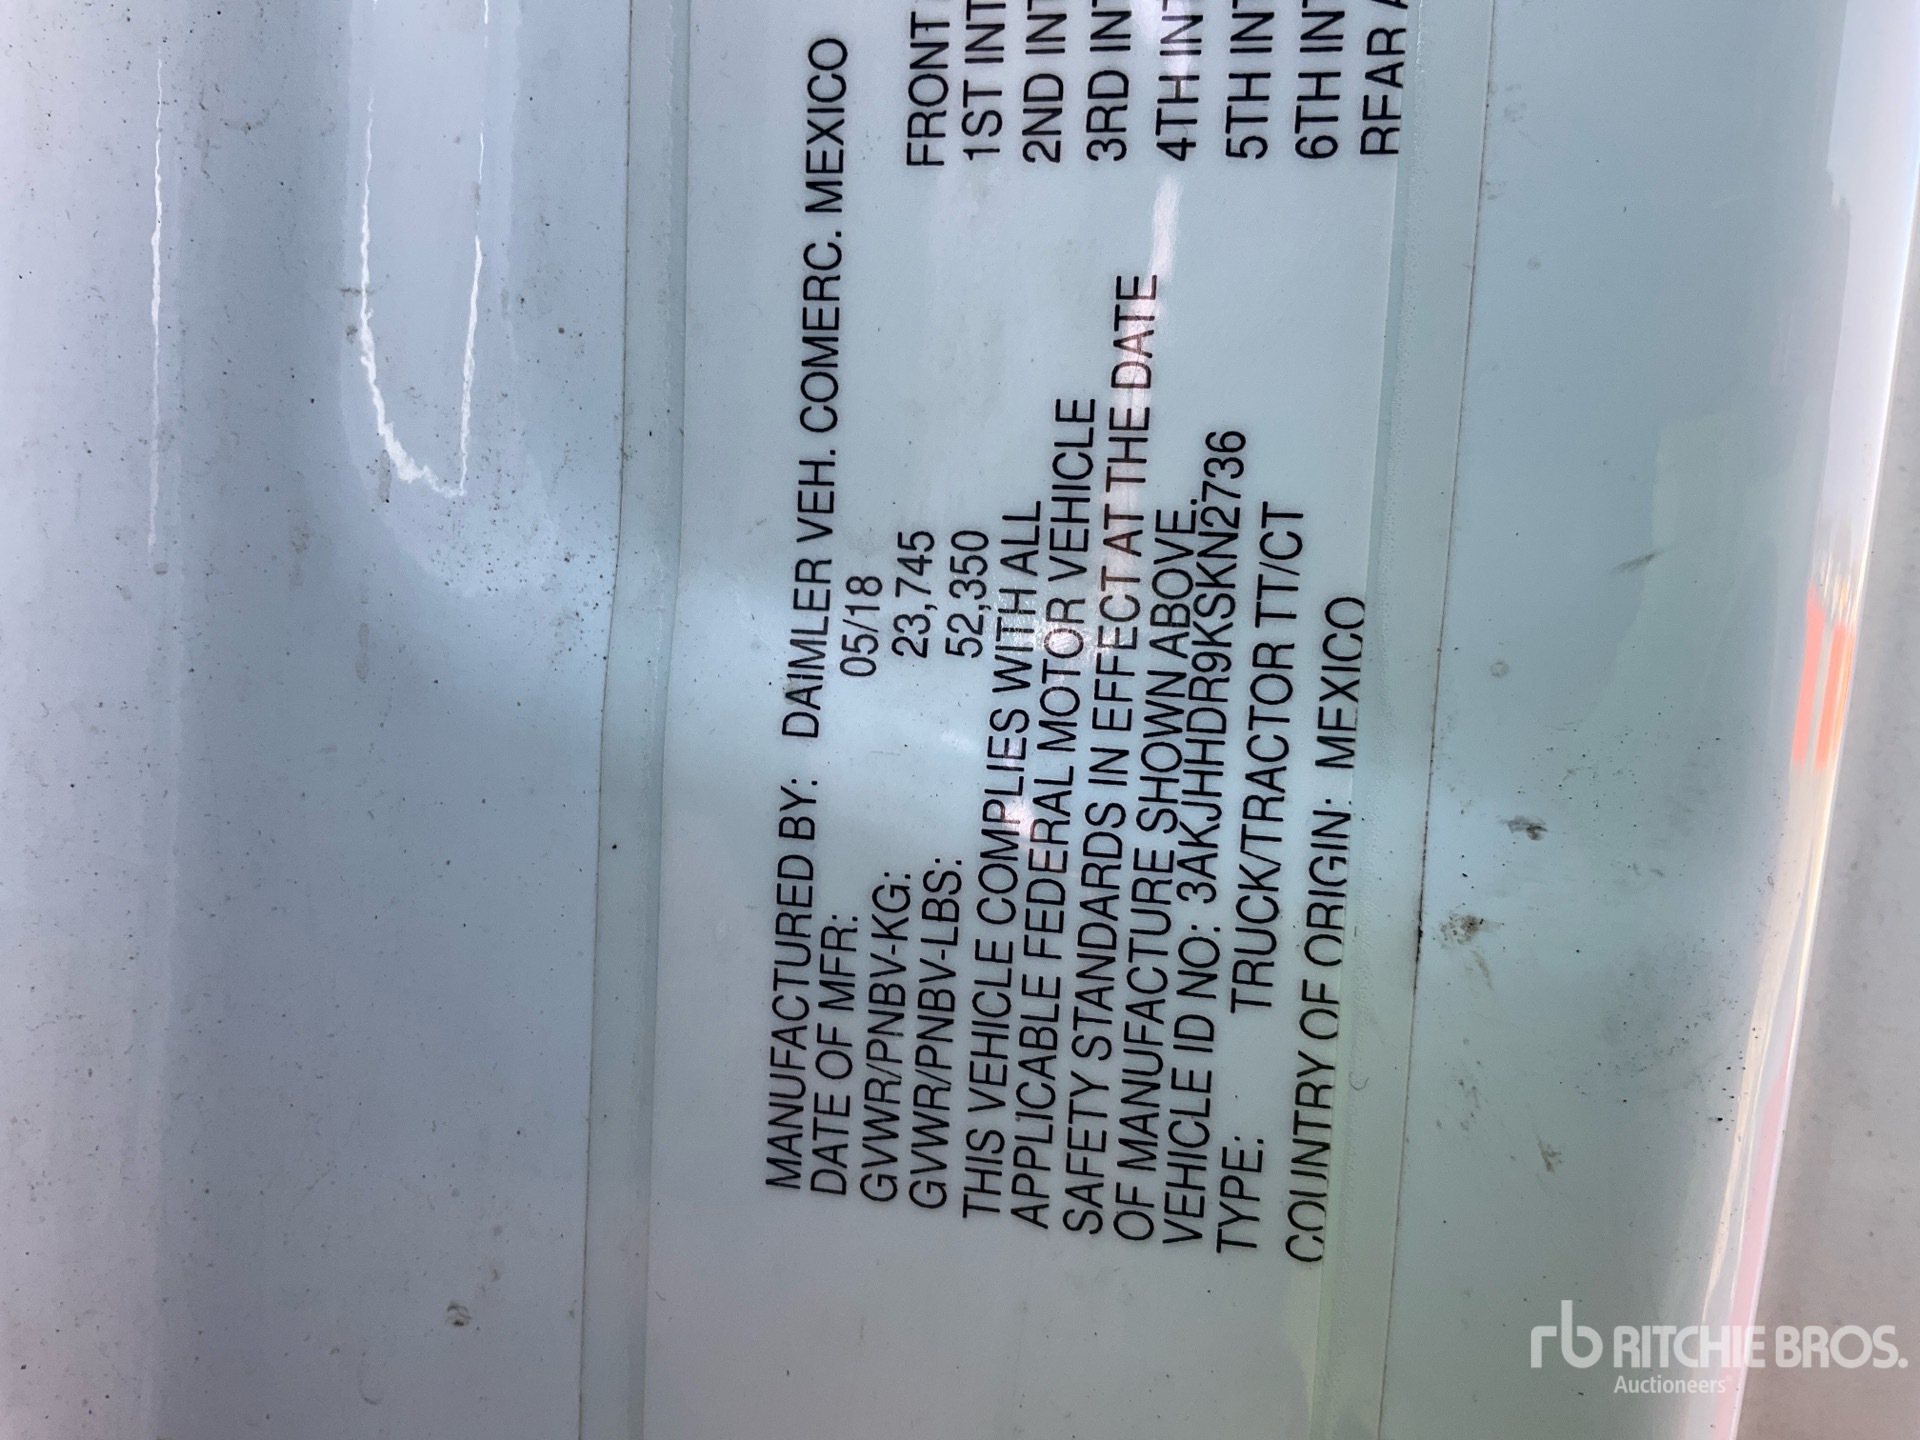 MANUFACTURED BY: DAIMLER VEH. COMERC. MEXICO
DATE OF MFR: 05/18
GVWR/PNBV-KG: 23,745
GVWR/PNBV-LBS: 52,350
THIS VEHICLE COMPLIES WITH ALL
APPLICABLE FEDERAL MOTOR VEHICLE
SAFETY STANDARDS IN EFFECT AT THE DATE
OF MANUFACTURE SHOWN ABOVE.
VEHICLE ID NO: 3AKJHHDR9KSKN2736
TYPE: TRUCK/TRACTOR TT/CT
COUNTRY OF ORIGIN: MEXICO
FRONT
1ST INT
2ND INT
3RD INT
4TH INT
5TH INT
6TH INT
REAR A
rb RITCHIE BROS.
Auctioneers